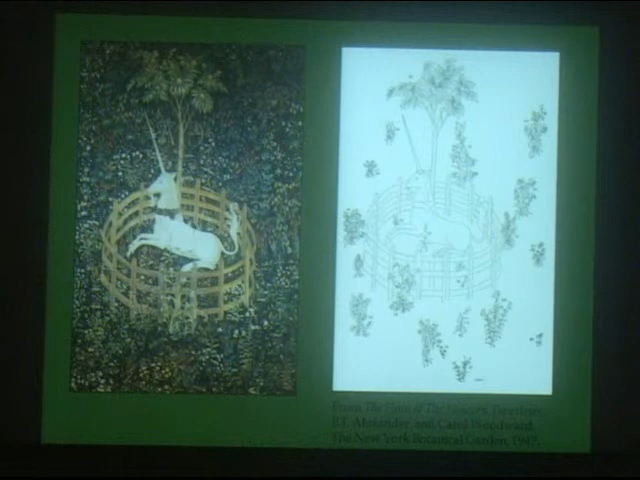 From The Flora of The Unicorn Tapestries,
E.J. Alexander, and Carol Woodward,
The New York Botanical Garden, 1947.